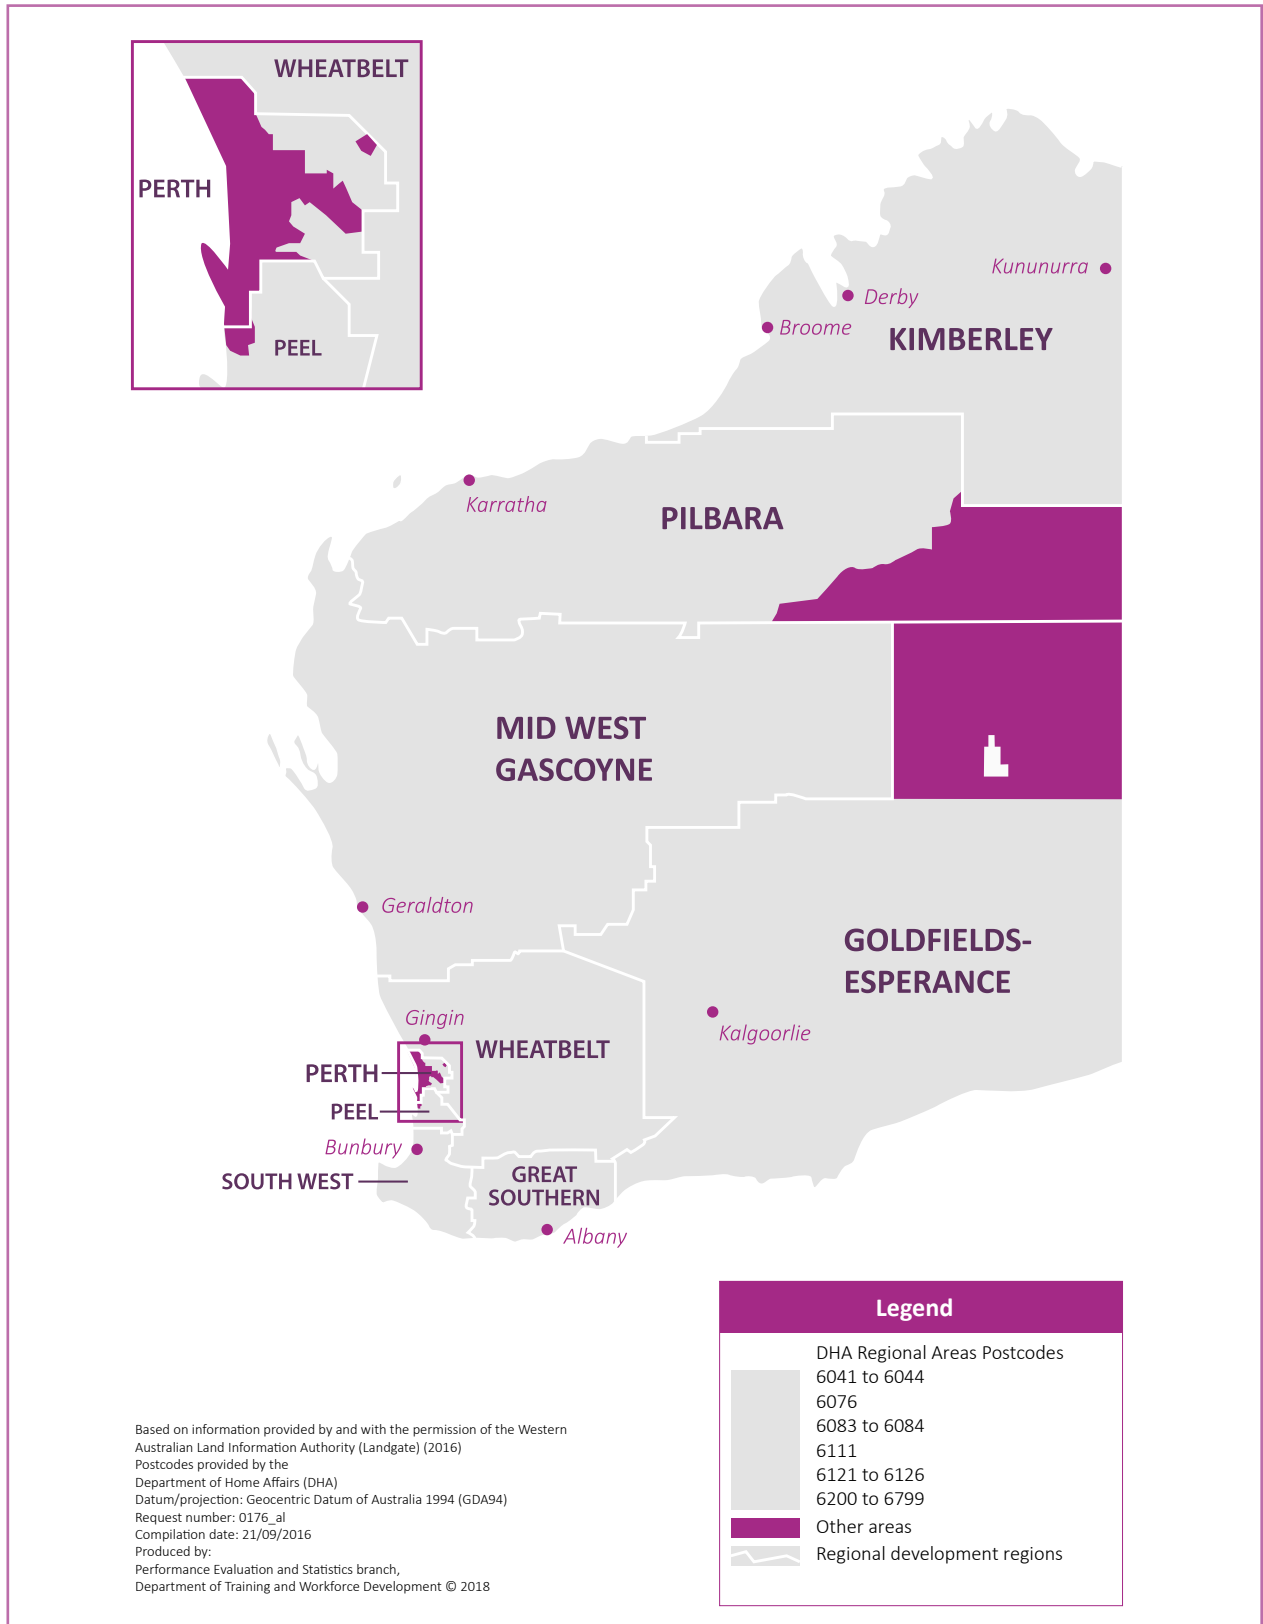 WHEATBELT
PERTH
PEEL
Kununurra
Derby
Broome
KIMBERLEY
Karratha
PILBARA
MID WEST
GASCOYNE
Geraldton
GOLDFIELDS-
ESPERANCE
Gingin
Kalgoorlie
WHEATBELT
PERTH
PEEL
Bunbury
SOUTH WEST
GREAT
SOUTHERN
Albany
Legend
DHA Regional Areas Postcodes
6041 to 6044
6076
6083 to 6084
6111
6121 to 6126
6200 to 6799
Other areas
Regional development regions
Based on information provided by and with the permission of the Western
Australian Land Information Authority (Landgate) (2016)
Postcodes provided by the
Department of Home Affairs (DHA)
Datum/projection: Geocentric Datum of Australia 1994 (GDA94)
Request number: 0176_al
Compilation date: 21/09/2016
Produced by:
Performance Evaluation and Statistics branch,
Department of Training and Workforce Development © 2018